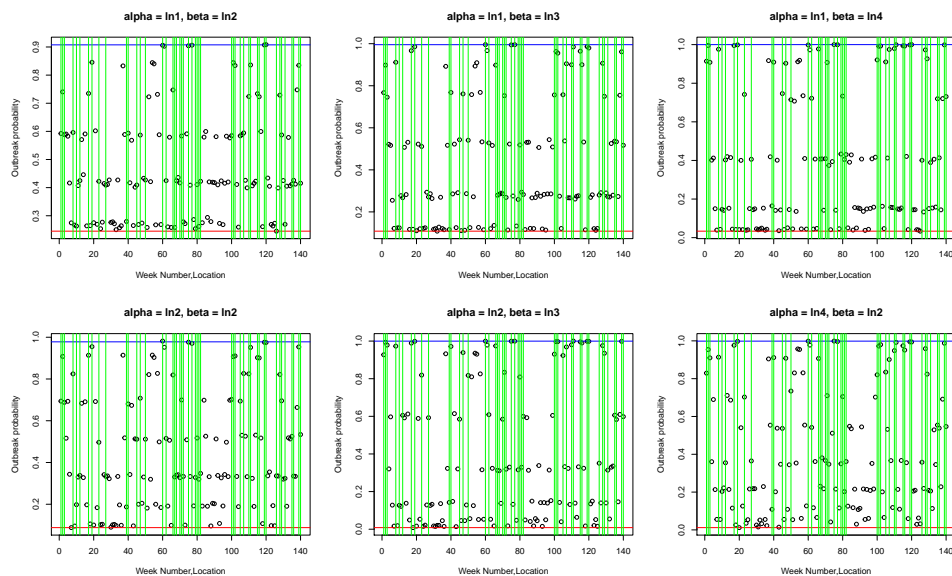 alpha = ln1, beta = ln2
Outbreak probability
0.3 0.4 0.5 0.6 0.7 0.8 0.9
0 20 40 60 80 100 120 140
Week Number,Location
alpha = ln1, beta = ln3
Outbreak probability
0.2 0.4 0.6 0.8 1.0
0 20 40 60 80 100 120 140
Week Number,Location
alpha = ln1, beta = ln4
Outbreak probability
0.0 0.2 0.4 0.6 0.8 1.0
0 20 40 60 80 100 120 140
Week Number,Location
alpha = ln2, beta = ln2
Outbreak probability
0.2 0.4 0.6 0.8 1.0
0 20 40 60 80 100 120 140
Week Number,Location
alpha = ln2, beta = ln3
Outbreak probability
0.0 0.2 0.4 0.6 0.8 1.0
0 20 40 60 80 100 120 140
Week Number,Location
alpha = ln4, beta = ln2
Outbreak probability
0.0 0.2 0.4 0.6 0.8 1.0
0 20 40 60 80 100 120 140
Week Number,Location